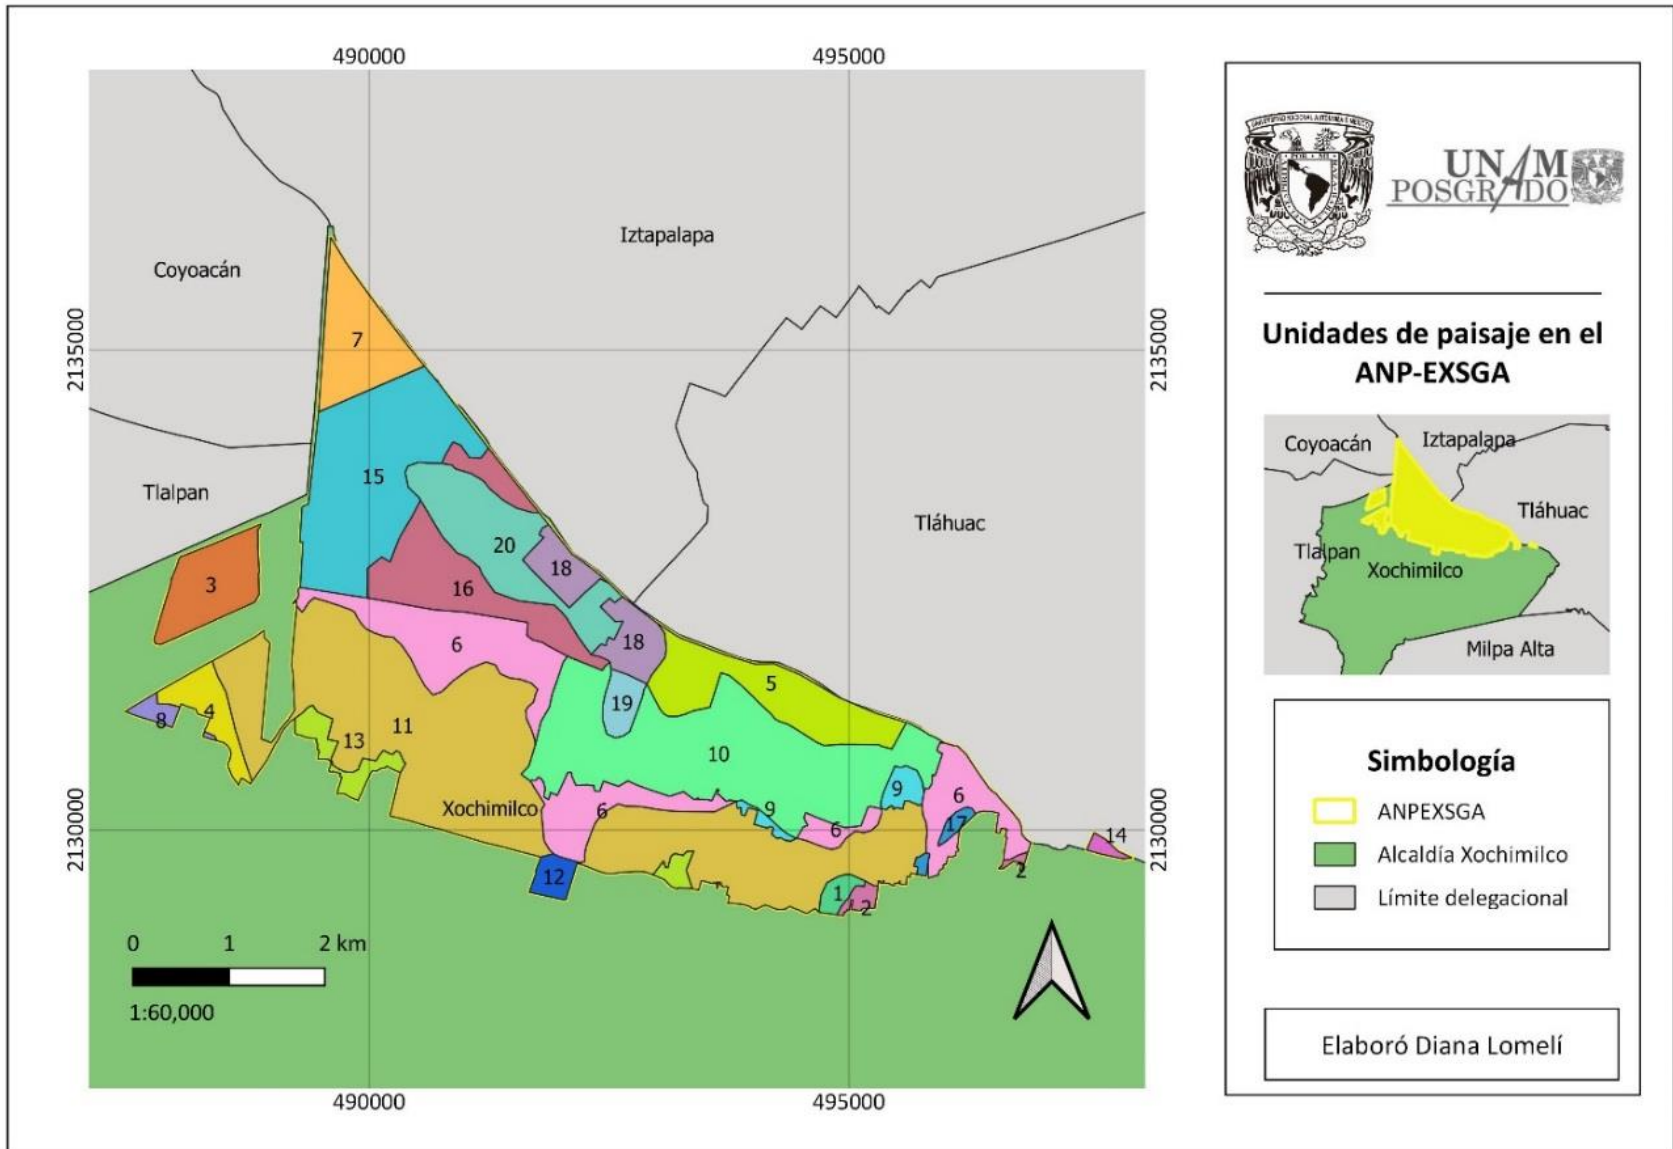 490000
495000
Coyoacán
Iztapalapa
2135000
2135000
7
Tlalpan
15
20
18
Tláhuac
3
16
6
18
5
19
8
4
13
11
10
9
9
6
6
6
17
14
Xochimilco
2130000
2130000
12
1
2
2
0 1 2 km
1:60,000
490000
495000
UNAM
POSGRADO
Unidades de paisaje en el
ANP-EXSGA
Coyoacán
Iztapalapa
Tláhuac
Tlalpan
Xochimilco
Milpa Alta
Simbología
ANPEXSGA
Alcaldía Xochimilco
Límite delegacional
Elaboró Diana Lomelí